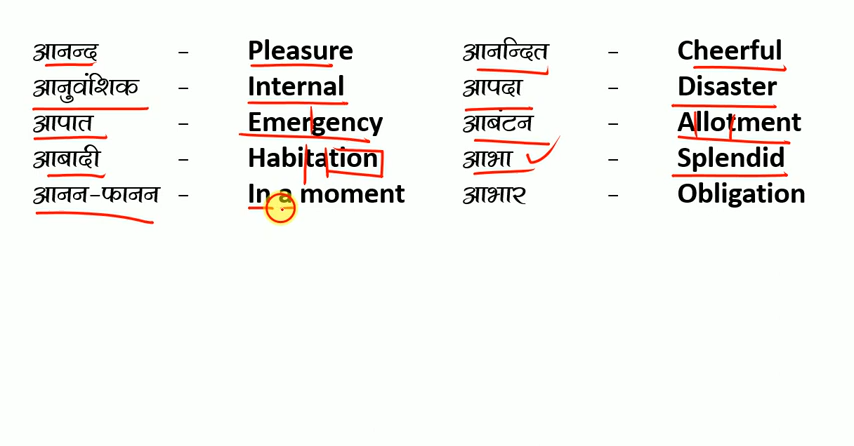 आनन्द - Pleasure आनन्दित - Cheerful
आनुवंशिक - Internal आपदा - Disaster
आपात - Emergency आबंटन - Allotment
आबादी - Habitation आभा - Splendid
आनन-फानन - In a moment आभार - Obligation